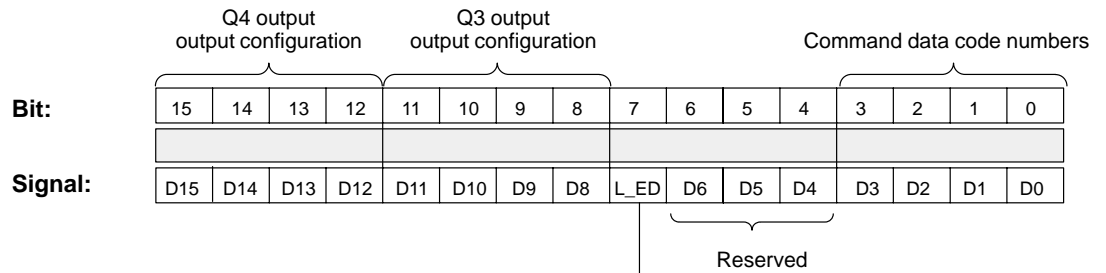 Q4 output
output configuration
Q3 output
output configuration
Command data code numbers
Bit: 15 14 13 12 11 10 9 8 7 6 5 4 3 2 1 0
Signal: D15 D14 D13 D12 D11 D10 D9 D8 L_ED D6 D5 D4 D3 D2 D1 D0
Reserved